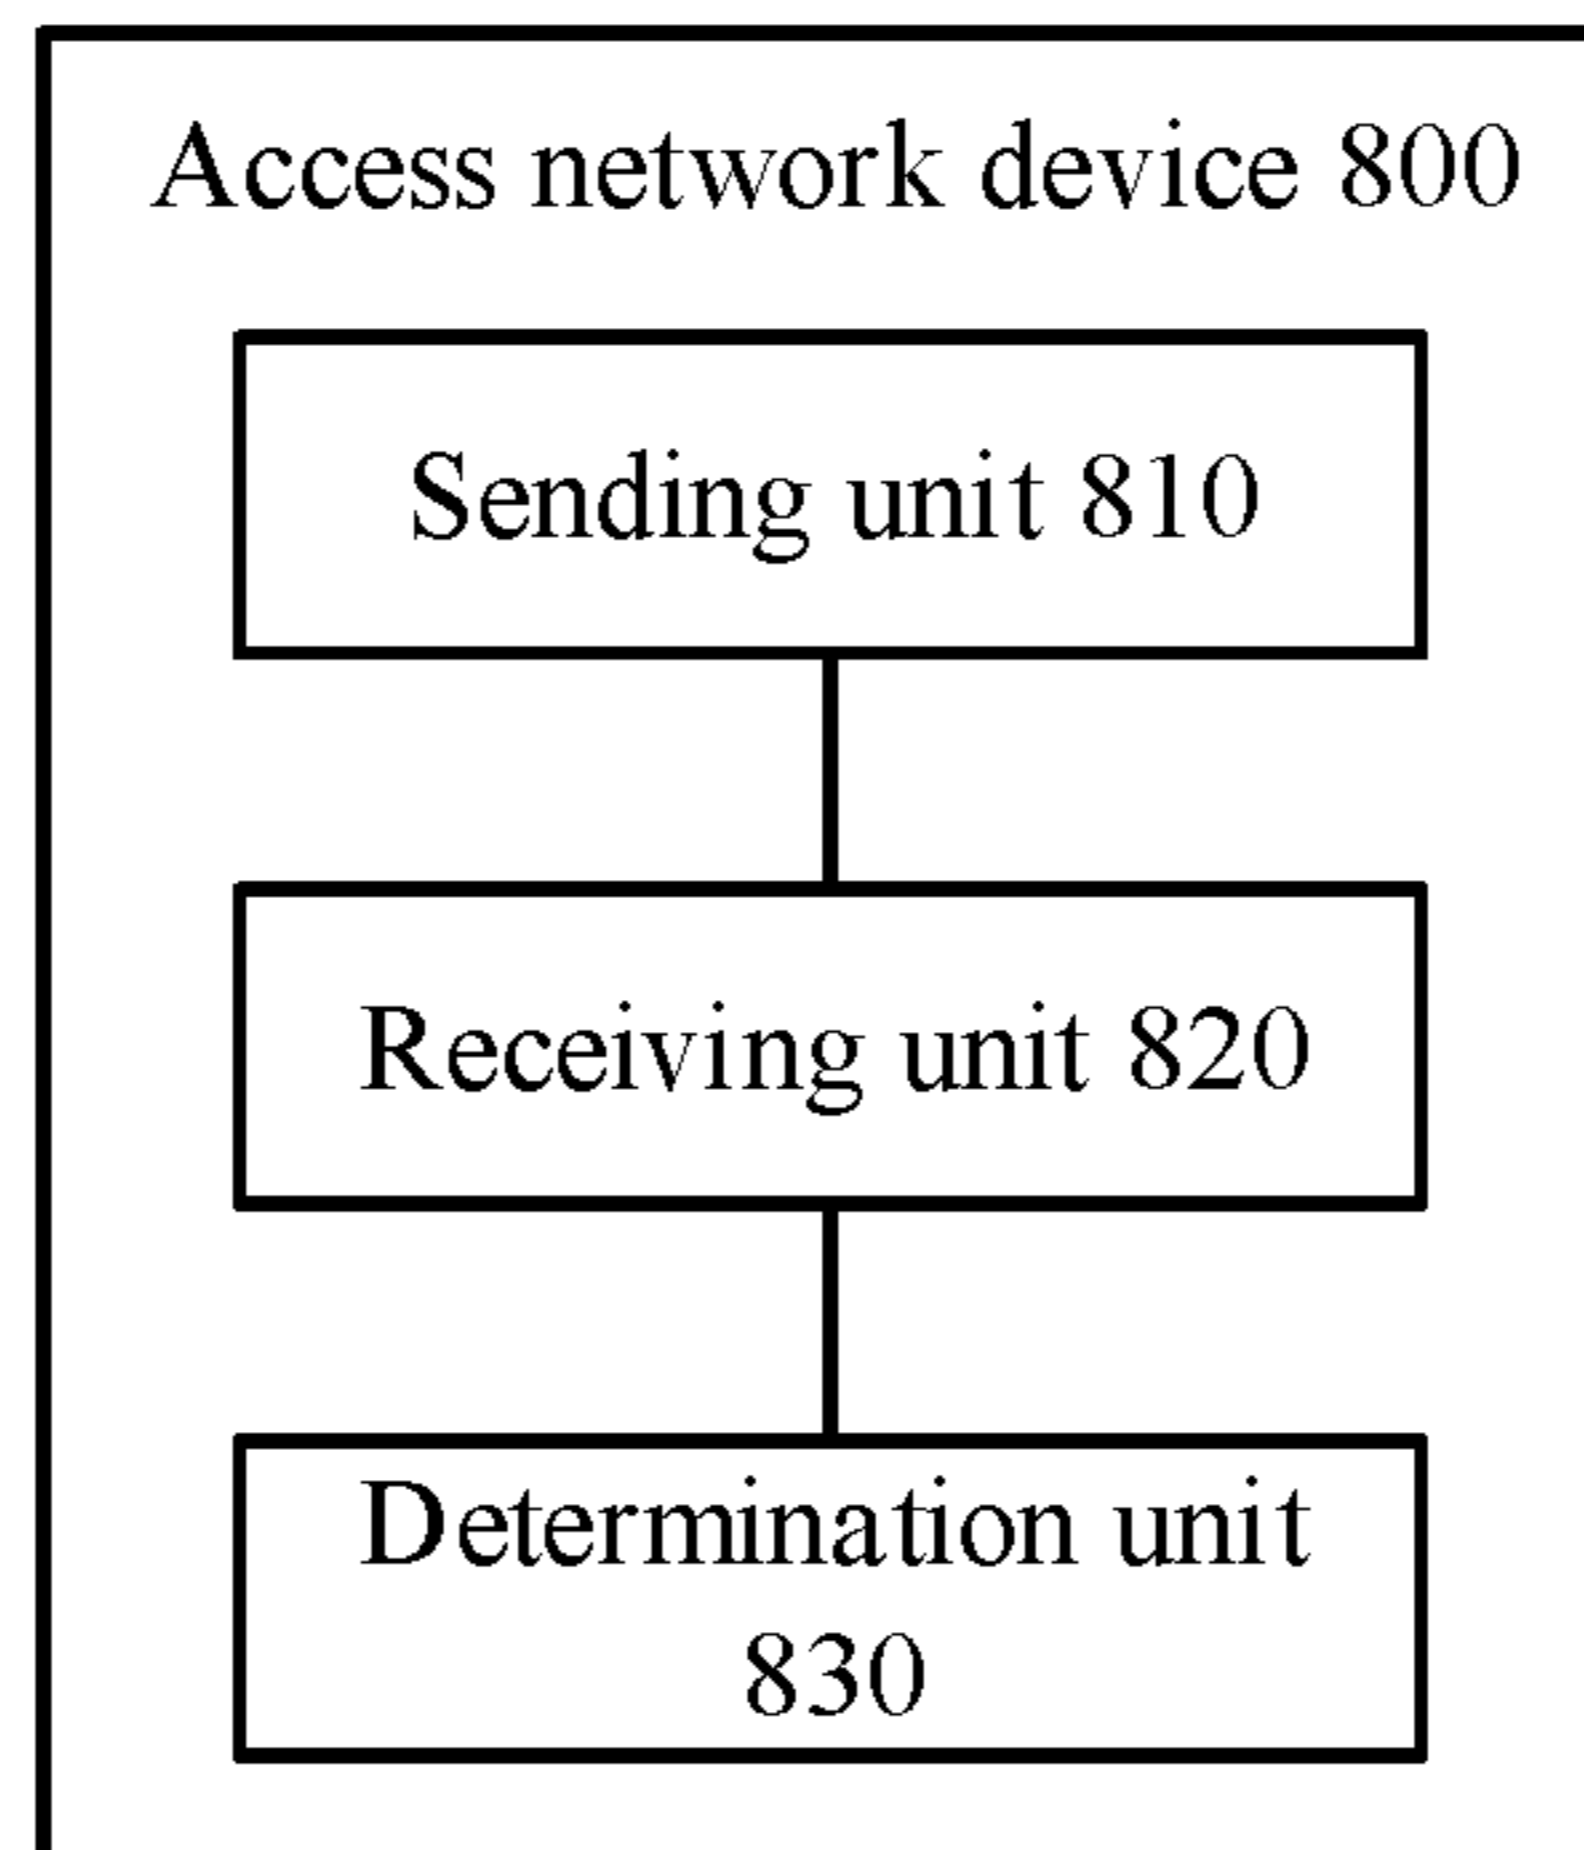 Access network device 800
Sending unit 810
Receiving unit 820
Determination unit
830